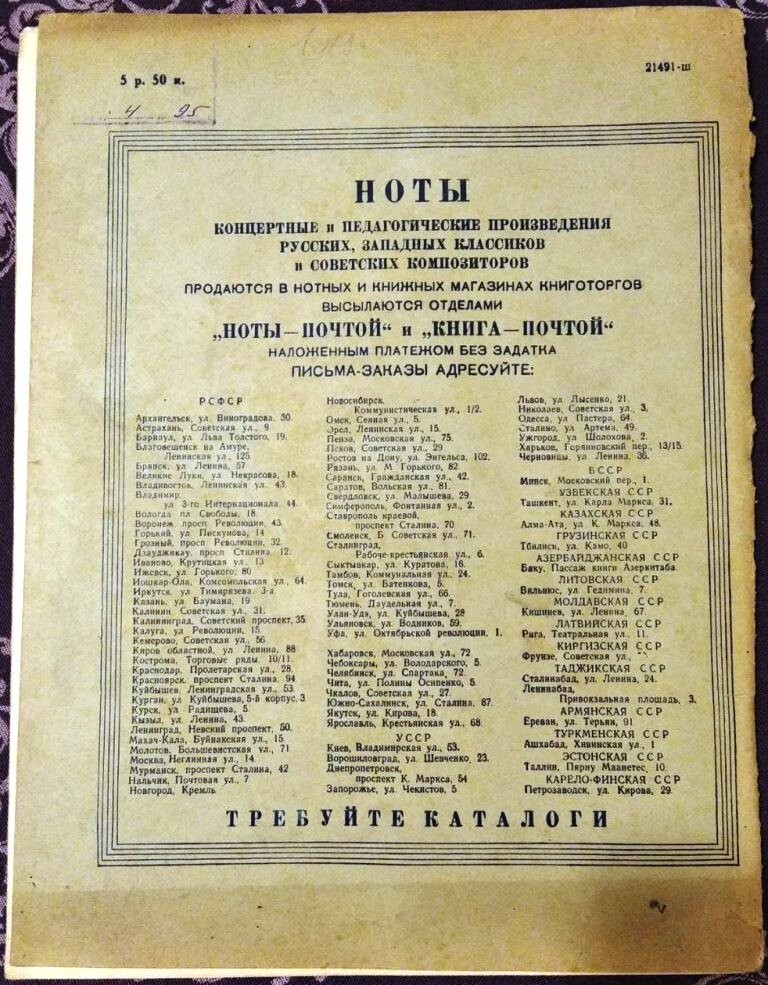 5 р. 50 к.
21491-ш
4 95
НОТЫ
КОНЦЕРТНЫЕ и ПЕДАГОГИЧЕСКИЕ ПРОИЗВЕДЕНИЯ
РУССКИХ, ЗАПАДНЫХ КЛАССИКОВ
и СОВЕТСКИХ КОМПОЗИТОРОВ
ПРОДАЮТСЯ В НОТНЫХ И КНИЖНЫХ МАГАЗИНАХ КНИГОТОРГОВ
ВЫСЫЛАЮТСЯ ОТДЕЛАМИ
„НОТЫ—ПОЧТОЙ“ и „КНИГА—ПОЧТОЙ“
НАЛОЖЕННЫМ ПЛАТЕЖОМ БЕЗ ЗАДАТКА
ПИСЬМА-ЗАКАЗЫ АДРЕСУЙТЕ:
РСФСР
Архангельск, ул. Виноградова, 30.
Астрахань, Советская ул., 9
Барнаул, ул. Льва Толстого, 19.
Благовещенск на Амуре,
Ленинская ул., 125
Брянск, ул Ленина, 57
Великие Луки, ул Некрасова, 18.
Владивосток, Ленинская ул., 43.
Владимир,
ул 3-го Интернационала, 44.
Вологда пл Свободы, 18.
Воронеж просп Революции, 43.
Горький, ул Пискунова, 14
Грозный, просп Революции, 32.
Дзауджикау, просп Сталина, 12.
Иваново, Крутицкая ул., 13
Ижевск, ул Горького, 80
Йошкар-Ола, Комсомольская ул., 64.
Иркутск, ул Тимирязева, 3-а
Казань, ул Баумана, 19
Калинин, Советская ул., 31.
Калининград, Советский проспект, 35
Калуга, ул Революции, 15.
Кемерово, Советская ул., 56
Киров областной, ул Ленина, 88
Кострома, Торговые ряды, 10/11.
Краснодар, Пролетарская ул., 28.
Красноярск, проспект Сталина, 94
Куйбышев, Ленинградская ул., 53.
Курган, ул Куйбышева, 5-й корпус, 3
Курск, ул Радищева, 5
Кызыл, ул. Ленина, 43.
Ленинград, Невский проспект, 50.
Махач-Кала, Буйнакская ул., 15.
Молотов, Большевистская ул., 71
Москва, Неглинная ул., 14.
Мурманск, проспект Сталина, 42
Нальчик, Почтовая ул., 7
Новгород, Кремль
Новосибирск,
Коммунистическая ул., 1/2.
Омск, Сенная ул., 5.
Орел, Ленинская ул., 15.
Пенза, Московская ул., 75.
Псков, Советская ул., 29
Ростов на Дону, ул. Энгельса, 102.
Рязань, ул М Горького, 82
Саранск, Гражданская ул., 42.
Саратов, Вольская ул., 81.
Свердловск, ул. Малышева, 29
Симферополь, Фонтанная ул., 2.
Ставрополь краевой,
проспект Сталина, 70
Смоленск, Б Советская ул., 71.
Сталинград,
Рабоче-крестьянская ул., 6.
Сыктывкар, ул. Куратова, 16.
Тамбов, Коммунальная ул., 24.
Томск, ул. Батенкова, 5.
Тула, Гоголевская ул., 66.
Тюмень, Даудельная ул., 7.
Улан-Удэ, ул Куйбышева, 28
Ульяновск, ул Водников, 59.
Уфа, ул. Октябрьской революции, 1.
Хабаровск, Московская ул., 72
Чебоксары, ул. Володарского, 5
Челябинск, ул Спартака, 72
Чита, ул. Полины Осипенко, 5
Чкалов, Советская ул., 27.
Южно-Сахалинск, ул. Сталина, 87.
Якутск, ул. Кирова, 18
Ярославль, Крестьянская ул., 68.
УССР
Киев, Владимирская ул., 53.
Ворошиловград, ул. Шевченко, 23.
Днепропетровск,
проспект К. Маркса, 54
Запорожье, ул. Чекистов, 5
Львов, ул Лысенко, 21.
Николаев, Советская ул., 3,
Одесса, ул Пастера, 64.
Сталино, ул Артема, 49.
Ужгород, ул Шолохова, 2.
Харьков, Горяиновский пер., 13/15.
Черновицы, ул Ленина, 36.
БССР
Минск, Московский пер., 1
УЗБЕКСКАЯ ССР
Ташкент, ул. Карла Маркса, 31.
КАЗАХСКАЯ ССР
Алма-Ата, ул К. Маркса, 48.
ГРУЗИНСКАЯ ССР
Тбилиси, ул. Камо, 40
АЗЕРБАЙДЖАНСКАЯ ССР
Баку, Пассаж книги Азеркитаба.
ЛИТОВСКАЯ ССР
Вильнюс, ул. Гедимина, 7.
МОЛДАВСКАЯ ССР
Кишинев, ул Ленина, 67.
ЛАТВИЙСКАЯ ССР
Рига, Театральная ул., 11.
КИРГИЗСКАЯ ССР
Фрунзе, Советская ул.,
ТАДЖИКСКАЯ ССР
Сталинабад, ул Ленина, 24.
Ленинабад,
Привокзальная площадь, 3.
АРМЯНСКАЯ ССР
Ереван, ул. Терьян, 91
ТУРКМЕНСКАЯ ССР
Ашхабад, Хивинская ул., 1
ЭСТОНСКАЯ ССР
Таллин, Пярну Маантеес, 10.
КАРЕЛО-ФИНСКАЯ ССР
Петрозаводск, ул. Кирова, 29.
ТРЕБУЙТЕ КАТАЛОГИ